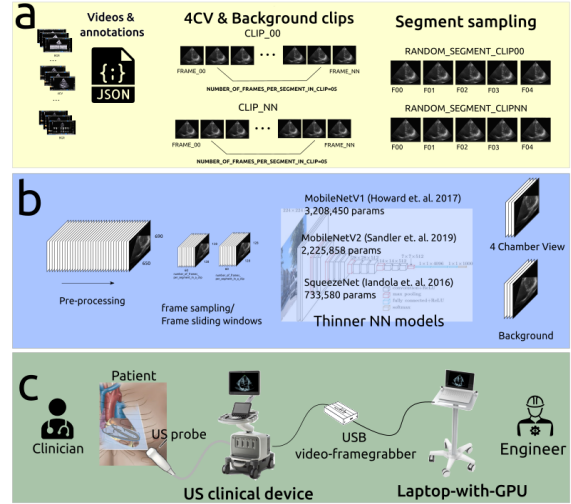 a
Videos &
annotations
{:}
JSON
4CV & Background clips
CLIP_00
FRAME_00
FRAME_NN
NUMBER_OF_FRAMES_PER_SEGMENT_IN_CLIP=05
CLIP_NN
FRAME_00
FRAME_NN
NUMBER_OF_FRAMES_PER_SEGMENT_IN_CLIP=05
Segment sampling
RANDOM_SEGMENT_CLIP00
F00 F01 F02 F03 F04
RANDOM_SEGMENT_CLIPNN
F00 F01 F02 F03 F04
b
690
650
Pre-processing
frame sampling/
Frame sliding windows
MobileNetV1 (Howard et. al. 2017)
3,208,450 params
MobileNetV2 (Sandler et. al. 2019)
2,225,858 params
SqueezeNet (Iandola et. al. 2016)
733,580 params
Thinner NN models
4 Chamber View
Background
c
Clinician
Patient
US probe
US clinical device
USB
video-framegrabber
Laptop-with-GPU
Engineer